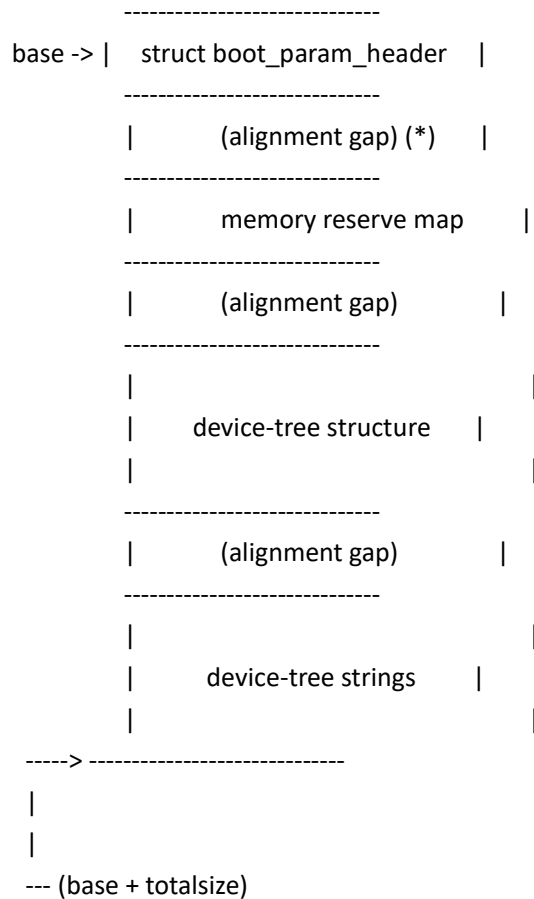 ------------------------------
base -> |    struct boot_param_header    |
------------------------------
|          (alignment gap) (*)      |
------------------------------
|          memory reserve map        |
------------------------------
|          (alignment gap)             |
------------------------------
|                                                |
|       device-tree structure      |
|                                                |
------------------------------
|          (alignment gap)             |
------------------------------
|                                                |
|         device-tree strings       |
|                                                |
-----> ------------------------------
|
|
--- (base + totalsize)